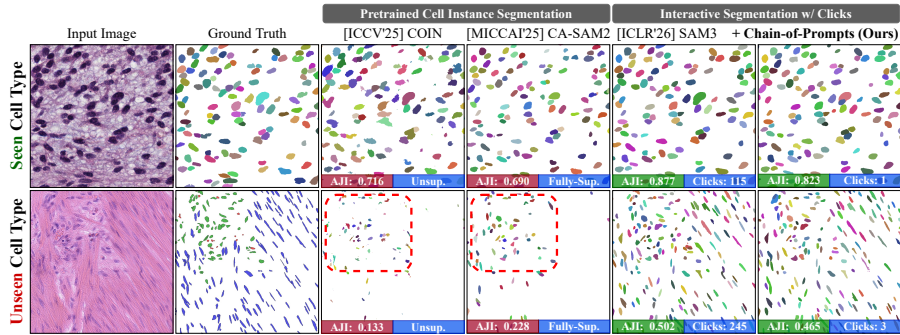 Pretrained Cell Instance Segmentation
Interactive Segmentation w/ Clicks
Input Image
Ground Truth
[ICCV'25] COIN
[MICCAI'25] CA-SAM2
[ICLR'26] SAM3
+ Chain-of-Prompts (Ours)
Seen Cell Type
AJI: 0.716
Unsup.
AJI: 0.690
Fully-Sup.
AJI: 0.877
Clicks: 115
AJI: 0.823
Clicks: 1
Unseen Cell Type
AJI: 0.133
Unsup.
AJI: 0.228
Fully-Sup.
AJI: 0.502
Clicks: 245
AJI: 0.465
Clicks: 3